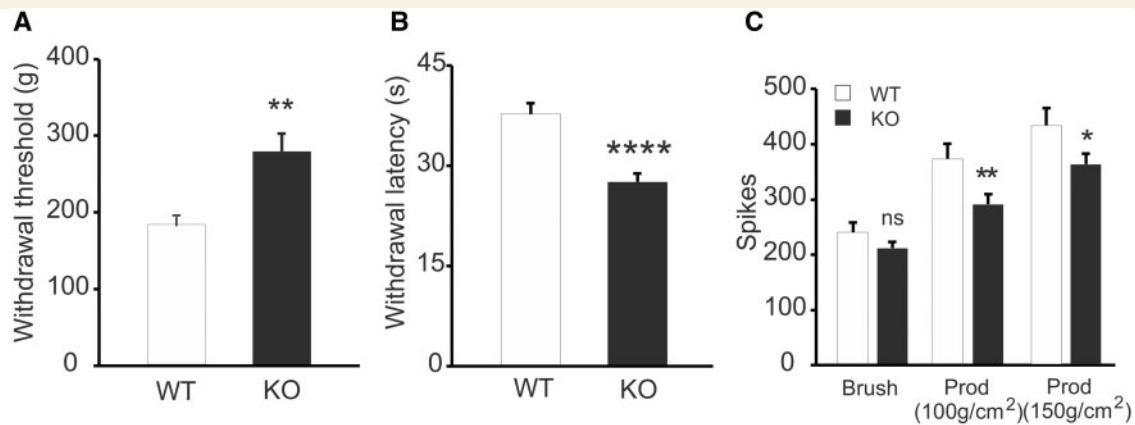 A
Withdrawal threshold (g)
400
300
200
100
0
**
WT
KO
B
Withdrawal latency (s)
45
30
15
0
****
WT
KO
C
Spikes
500
400
300
200
100
0
WT
KO
ns
**
*
Brush
Prod
(100g/cm²)
Prod
(150g/cm²)